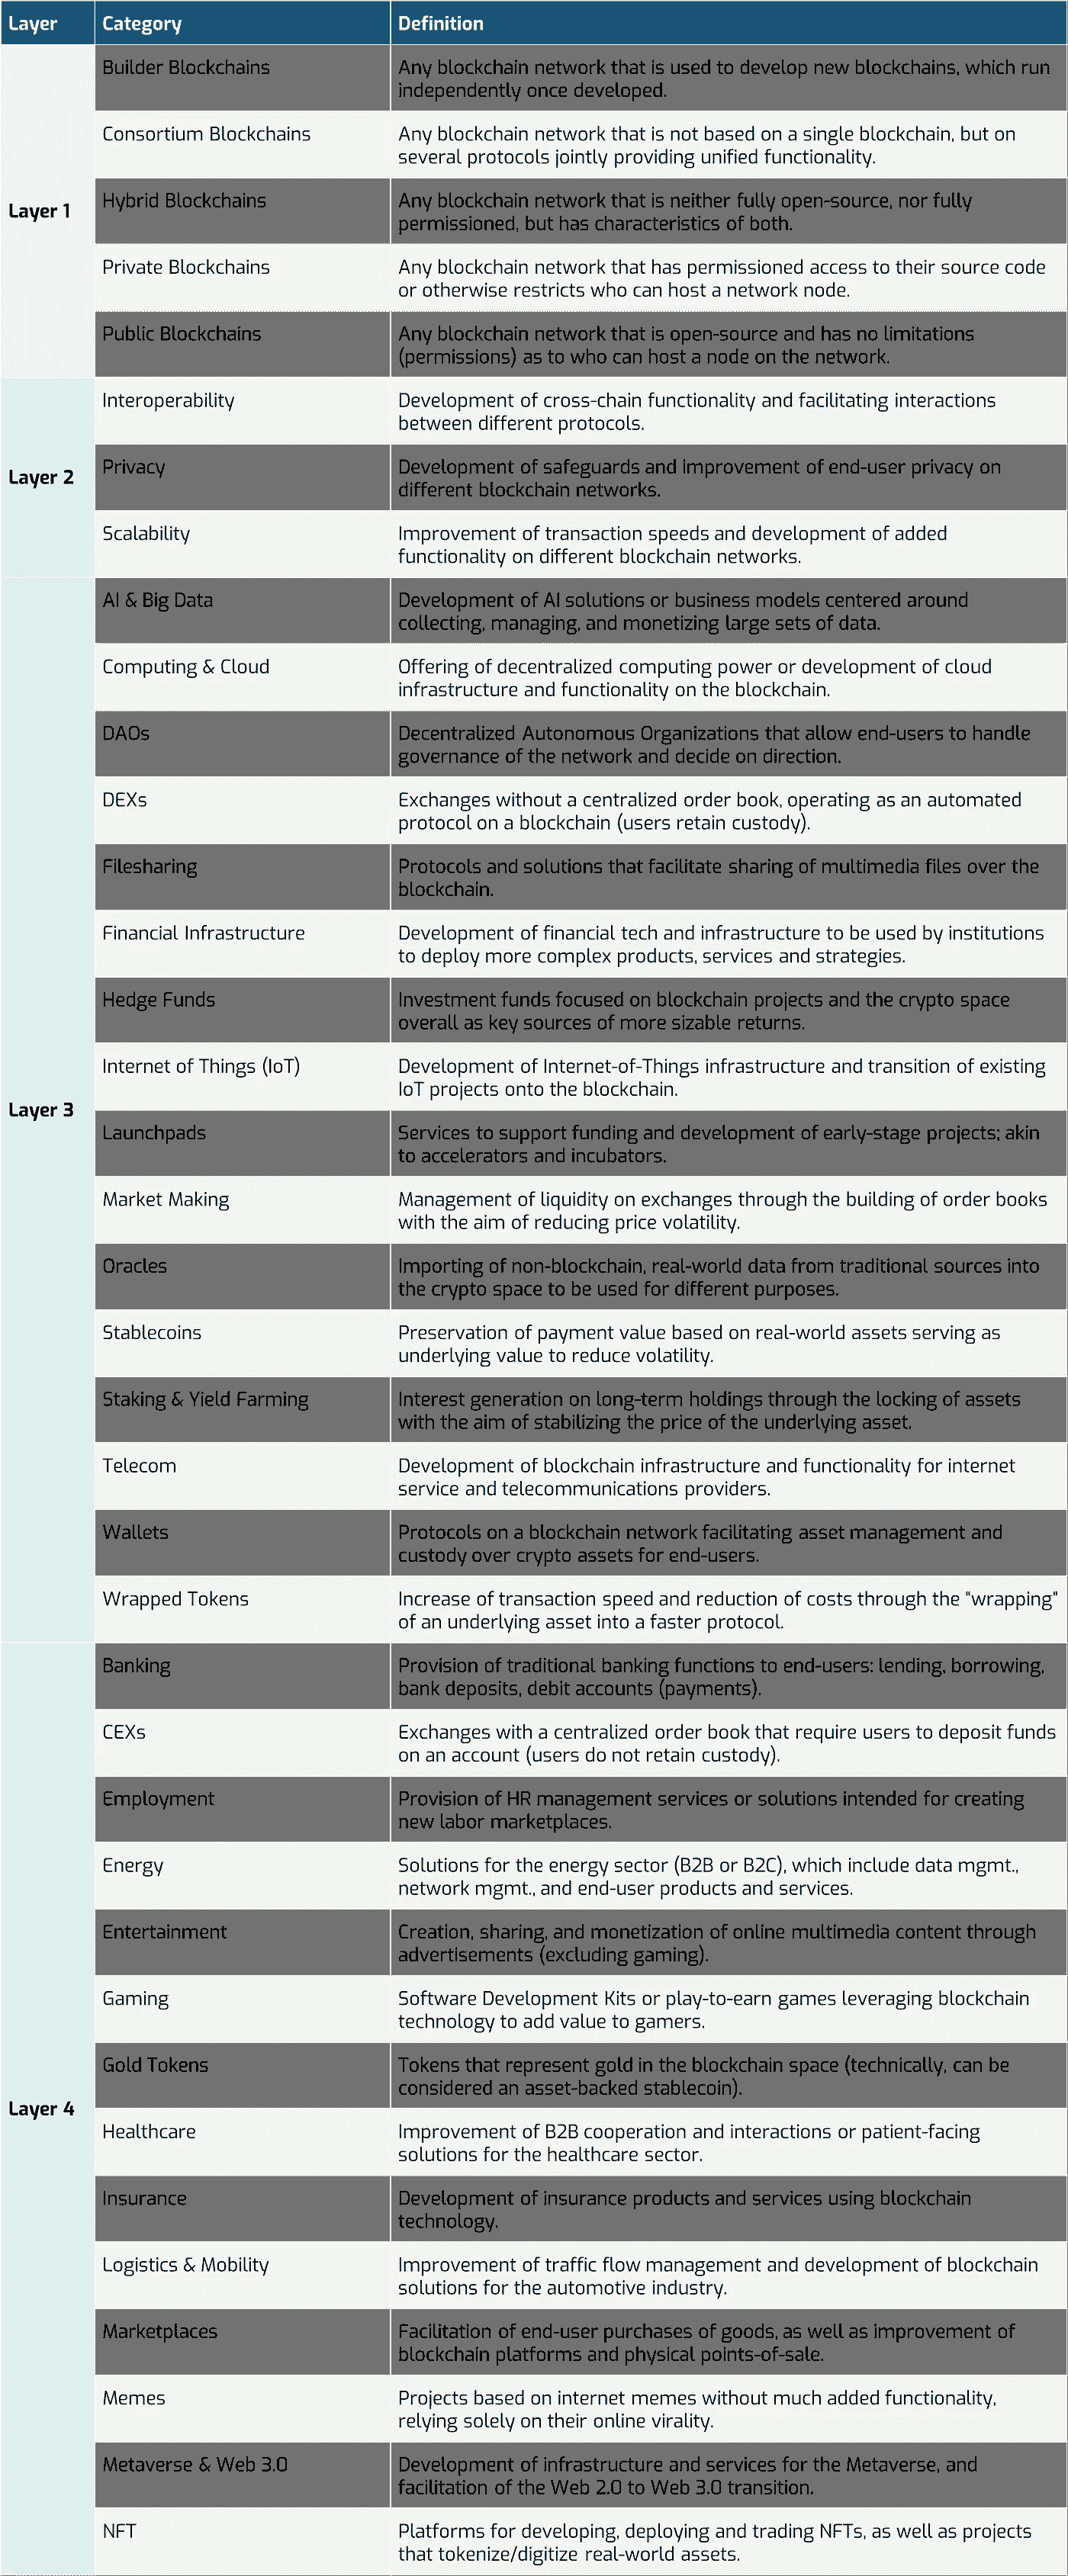 Layer Category Definition
Builder Blockchains Any blockchain network that is used to develop new blockchains, which run
independently once developed.
Consortium Blockchains Any blockchain network that is not based on a single blockchain, but on
several protocols jointly providing unified functionality.
Layer 1
Hybrid Blockchains Any blockchain network that is neither fully open-source, nor fully
permissioned, but has characteristics of both.
Private Blockchains Any blockchain network that has permissioned access to their source code
or otherwise restricts who can host a network node.
Public Blockchains Any blockchain network that is open-source and has no limitations
(permissions) as to who can host a node on the network.
Interoperability Development of cross-chain functionality and facilitating interactions
between different protocols.
Layer 2
Privacy Development of safeguards and improvement of end-user privacy on
different blockchain networks.
Scalability Improvement of transaction speeds and development of added
functionality on different blockchain networks.
AI & Big Data Development of AI solutions or business models centered around
collecting, managing, and monetizing large sets of data.
Computing & Cloud Offering of decentralized computing power or development of cloud
infrastructure and functionality on the blockchain.
DAOs Decentralized Autonomous Organizations that allow end-users to handle
governance of the network and decide on direction.
DEXs Exchanges without a centralized order book, operating as an automated
protocol on a blockchain (users retain custody).
Filesharing Protocols and solutions that facilitate sharing of multimedia files over the
blockchain.
Financial Infrastructure Development of financial tech and infrastructure to be used by institutions
to deploy more complex products, services and strategies.
Hedge Funds Investment funds focused on blockchain projects and the crypto space
overall as key sources of more sizable returns.
Internet of Things (IoT) Development of Internet-of-Things infrastructure and transition of existing
IoT projects onto the blockchain.
Layer 3
Launchpads Services to support funding and development of early-stage projects; akin
to accelerators and incubators.
Market Making Management of liquidity on exchanges through the building of order books
with the aim of reducing price volatility.
Oracles Importing of non-blockchain, real-world data from traditional sources into
the crypto space to be used for different purposes.
Stablecoins Preservation of payment value based on real-world assets serving as
underlying value to reduce volatility.
Staking & Yield Farming Interest generation on long-term holdings through the locking of assets
with the aim of stabilizing the price of the underlying asset.
Telecom Development of blockchain infrastructure and functionality for internet
service and telecommunications providers.
Wallets Protocols on a blockchain network facilitating asset management and
custody over crypto assets for end-users.
Wrapped Tokens Increase of transaction speed and reduction of costs through the "wrapping"
of an underlying asset into a faster protocol.
Banking Provision of traditional banking functions to end-users: lending, borrowing,
bank deposits, debit accounts (payments).
CEXs Exchanges with a centralized order book that require users to deposit funds
on an account (users do not retain custody).
Employment Provision of HR management services or solutions intended for creating
new labor marketplaces.
Energy Solutions for the energy sector (B2B or B2C), which include data mgmt.,
network mgmt., and end-user products and services.
Entertainment Creation, sharing, and monetization of online multimedia content through
advertisements (excluding gaming).
Gaming Software Development Kits or play-to-earn games leveraging blockchain
technology to add value to gamers.
Gold Tokens Tokens that represent gold in the blockchain space (technically, can be
considered an asset-backed stablecoin).
Layer 4
Healthcare Improvement of B2B cooperation and interactions or patient-facing
solutions for the healthcare sector.
Insurance Development of insurance products and services using blockchain
technology.
Logistics & Mobility Improvement of traffic flow management and development of blockchain
solutions for the automotive industry.
Marketplaces Facilitation of end-user purchases of goods, as well as improvement of
blockchain platforms and physical points-of-sale.
Memes Projects based on internet memes without much added functionality,
relying solely on their online virality.
Metaverse & Web 3.0 Development of infrastructure and services for the Metaverse, and
facilitation of the Web 2.0 to Web 3.0 transition.
NFT Platforms for developing, deploying and trading NFTs, as well as projects
that tokenize/digitize real-world assets.